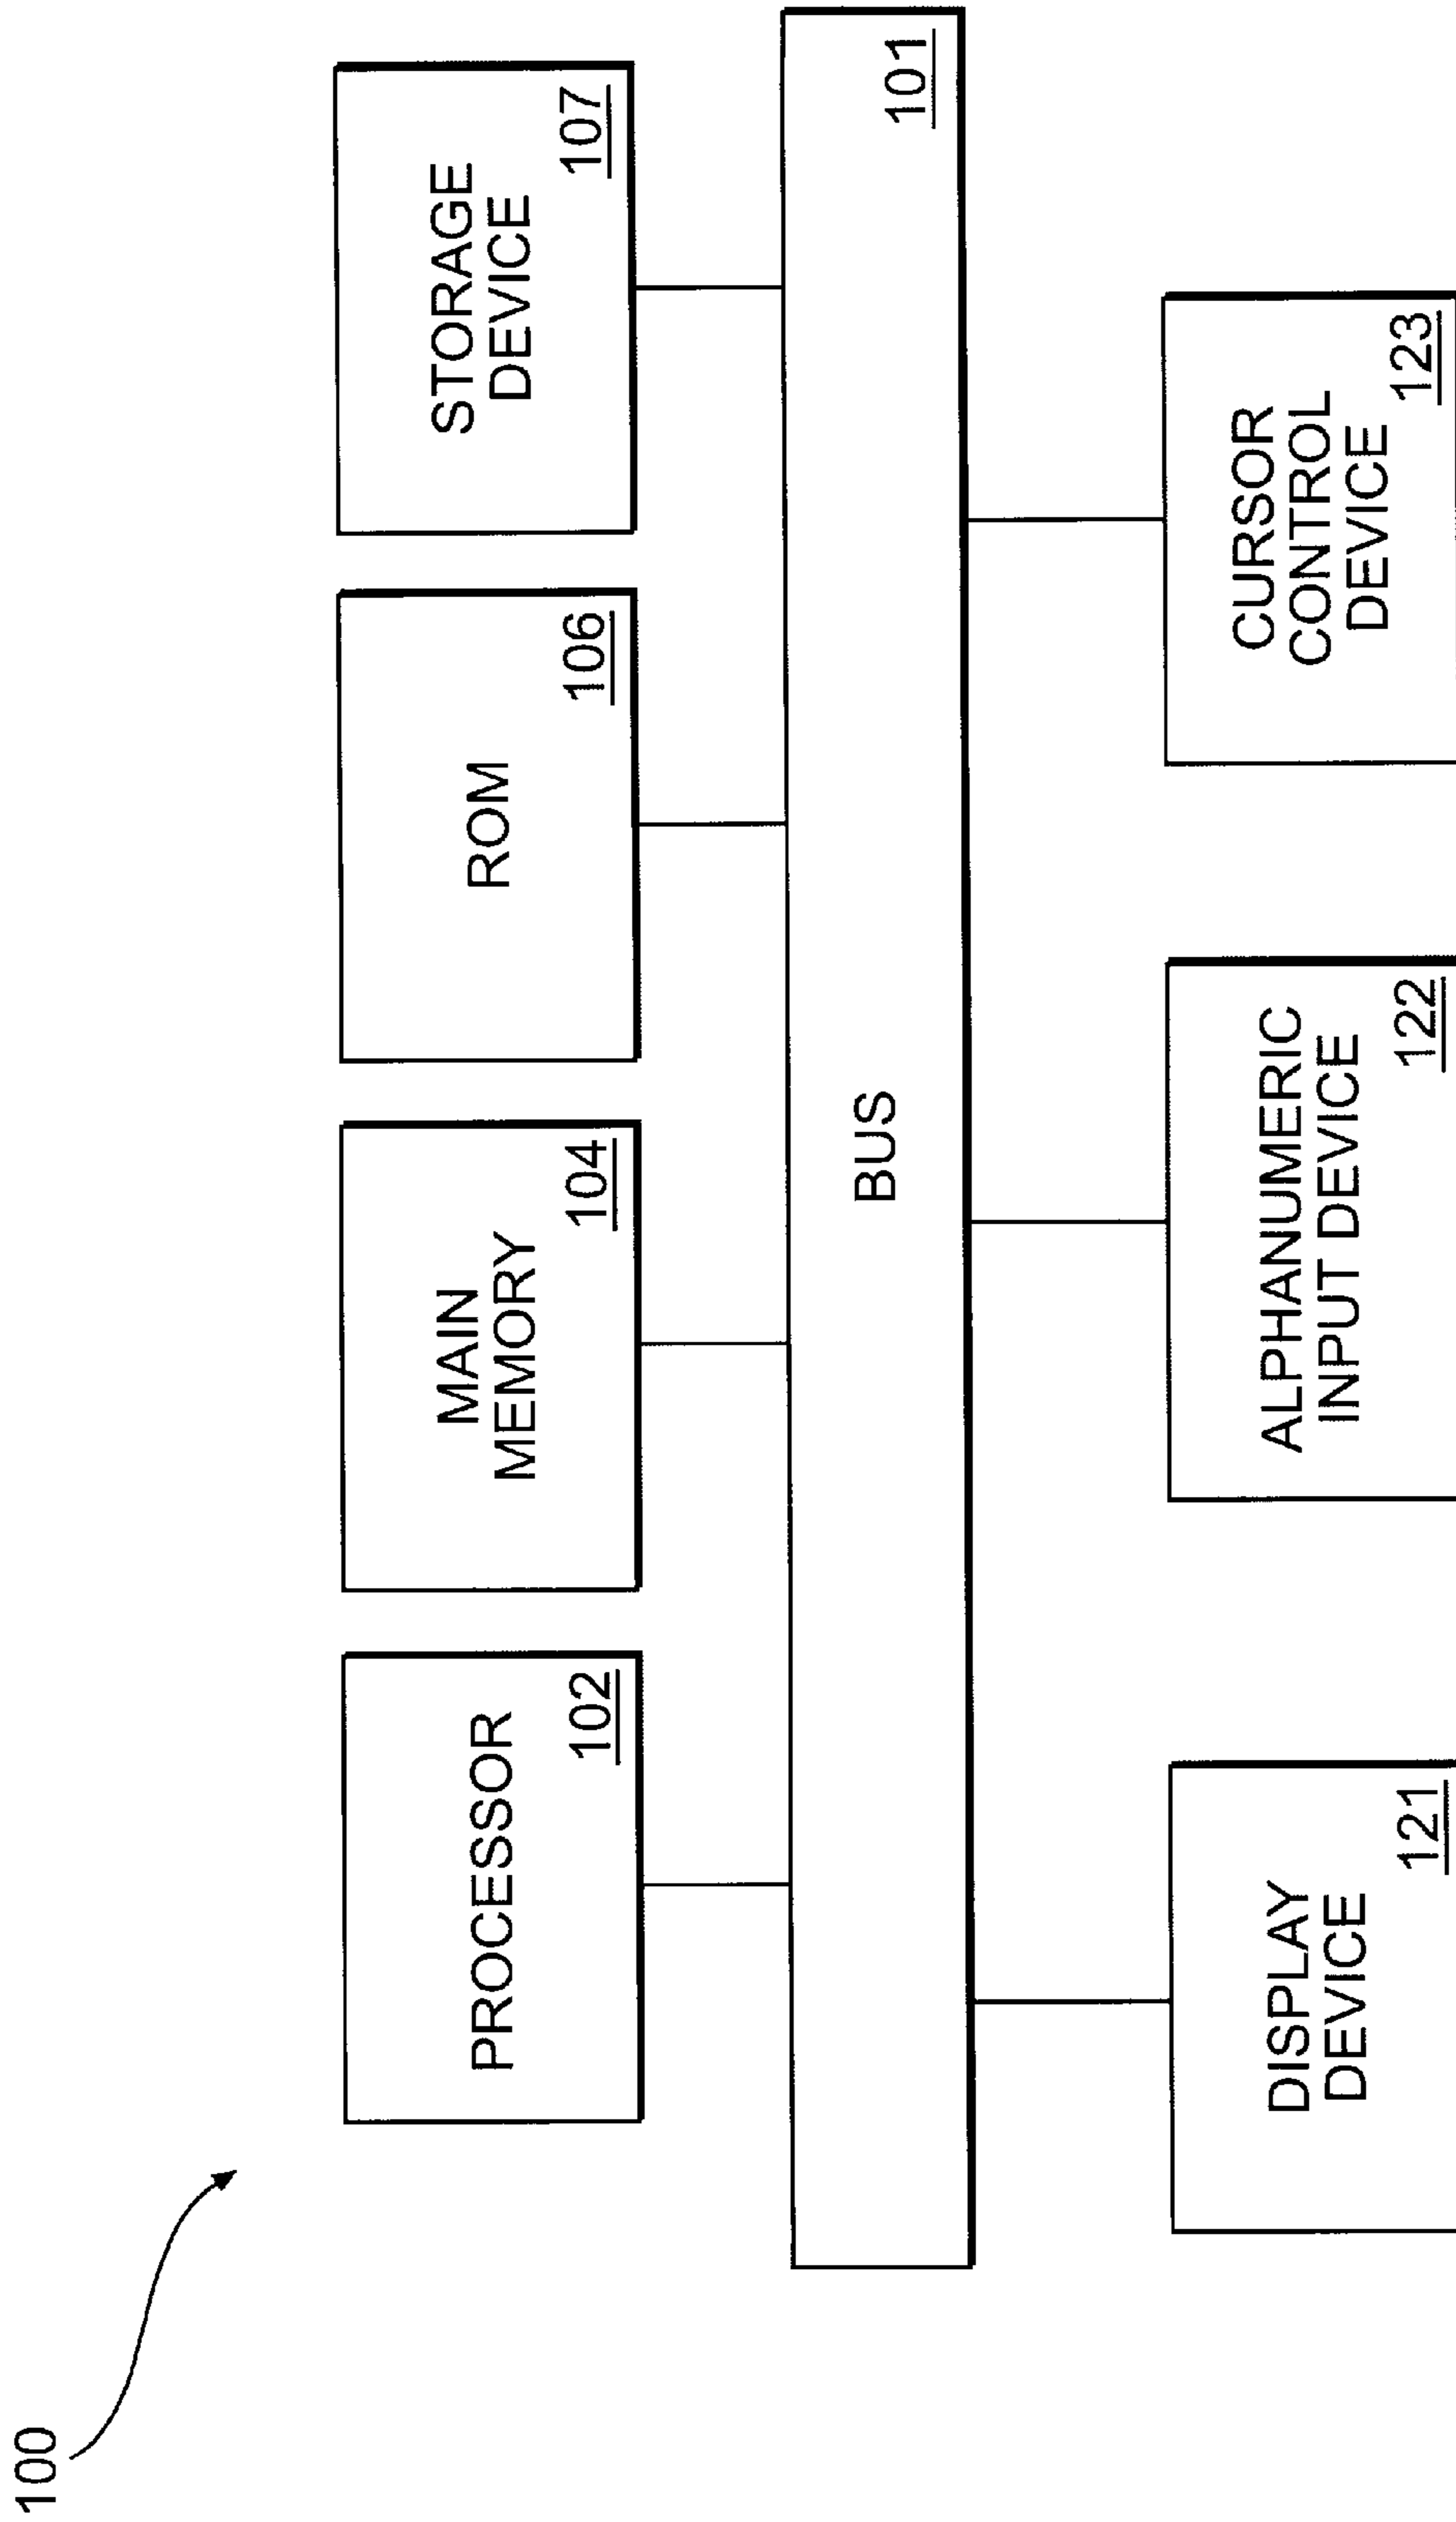 100
PROCESSOR
102
MAIN
MEMORY
104
ROM
106
STORAGE
DEVICE
107
BUS
101
DISPLAY
DEVICE
121
ALPHANUMERIC
INPUT DEVICE
122
CURSOR
CONTROL
DEVICE
123